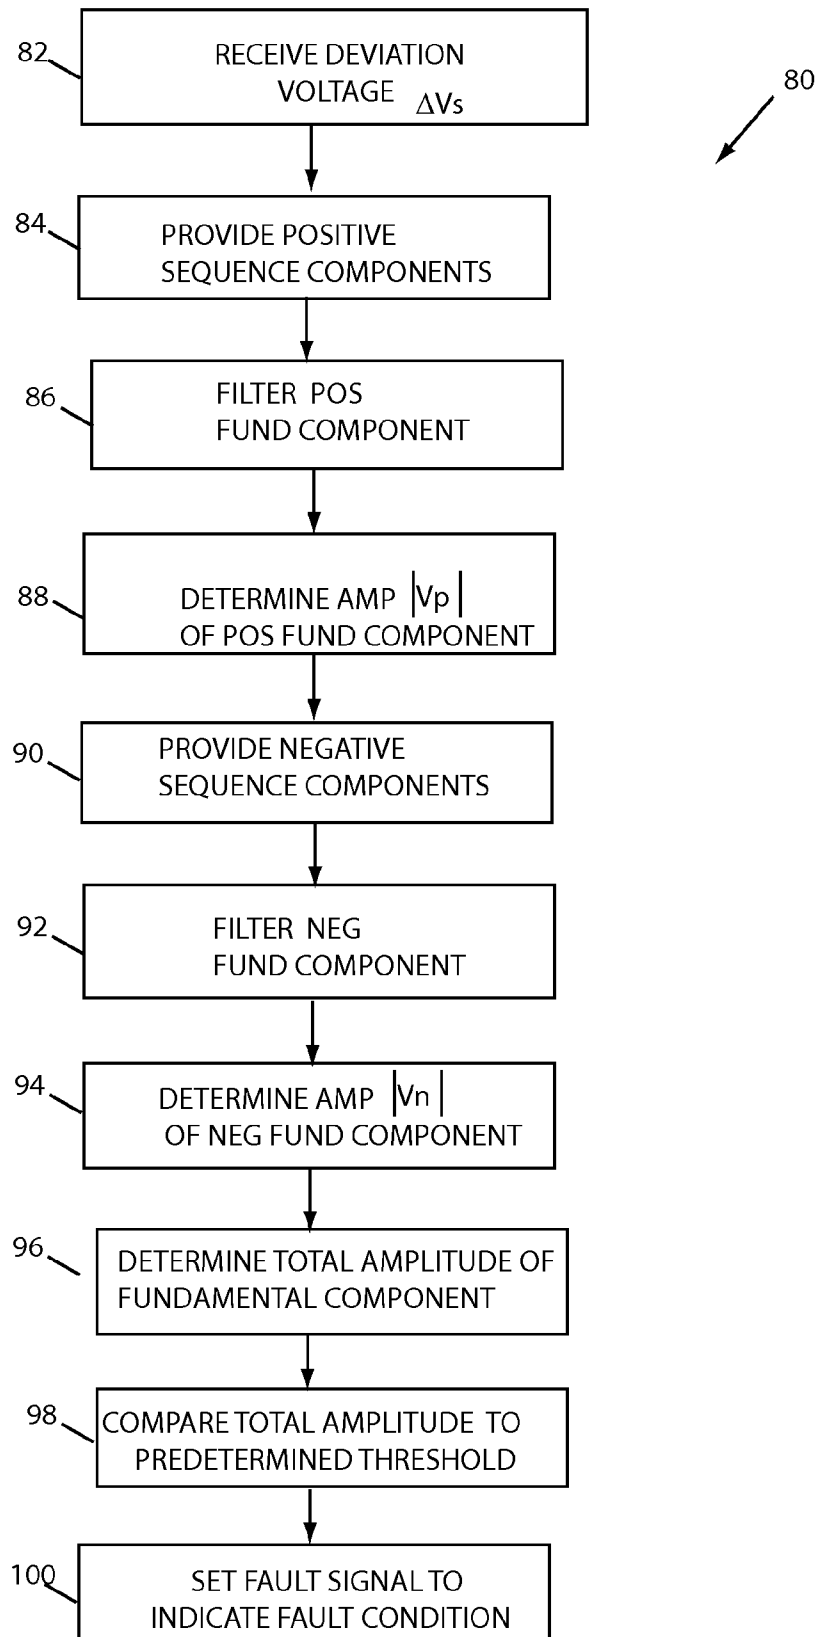 82
RECEIVE DEVIATION
VOLTAGE ΔVs
80
84
PROVIDE POSITIVE
SEQUENCE COMPONENTS
86
FILTER POS
FUND COMPONENT
88
DETERMINE AMP |Vp|
OF POS FUND COMPONENT
90
PROVIDE NEGATIVE
SEQUENCE COMPONENTS
92
FILTER NEG
FUND COMPONENT
94
DETERMINE AMP |Vn|
OF NEG FUND COMPONENT
96
DETERMINE TOTAL AMPLITUDE OF
FUNDAMENTAL COMPONENT
98
COMPARE TOTAL AMPLITUDE TO
PREDETERMINED THRESHOLD
100
SET FAULT SIGNAL TO
INDICATE FAULT CONDITION